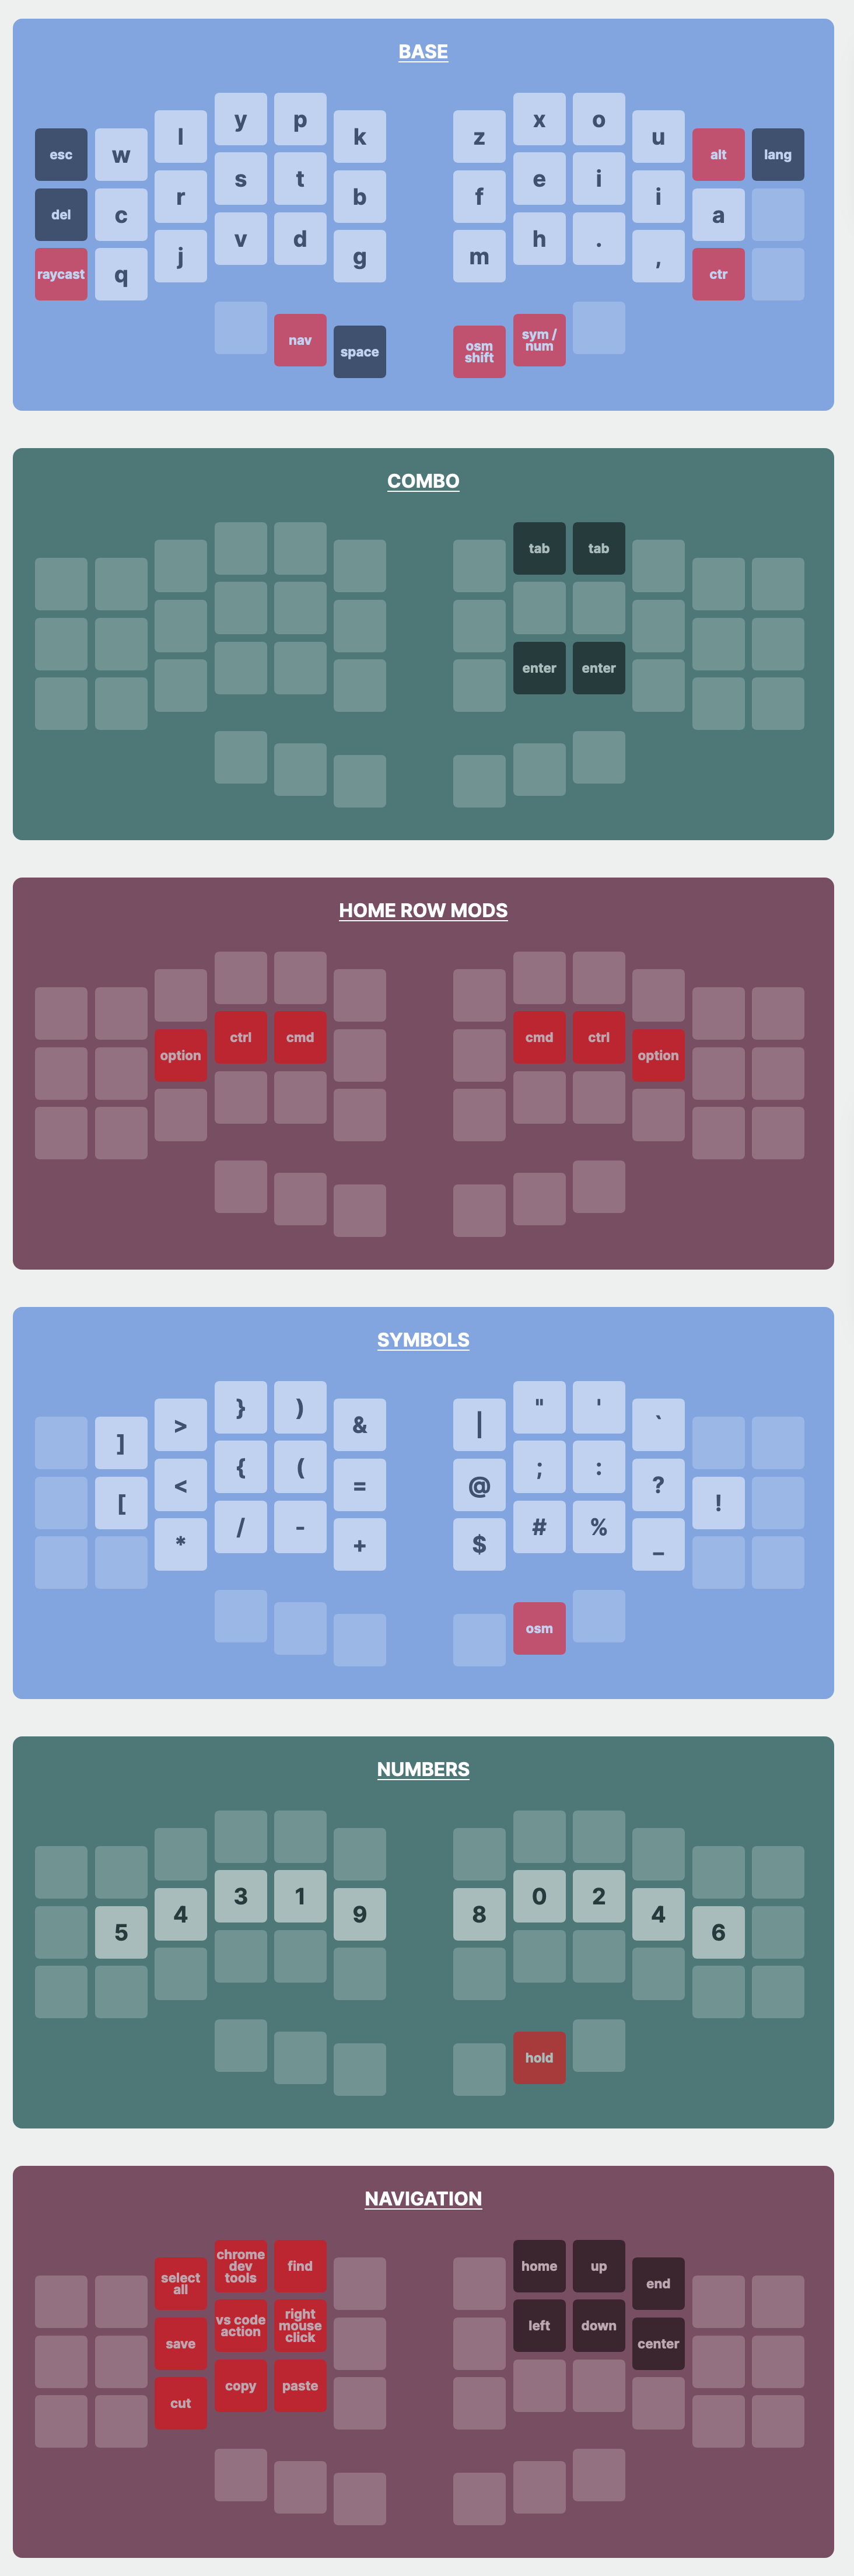 BASE
esc w l y p k z x o u alt lang
del c r s t b f e i i a
raycast q j v d g m h . , ctr
nav space osm shift sym / num
COMBO
tab tab
enter enter
HOME ROW MODS
option ctrl cmd cmd ctrl option
SYMBOLS
] > } ) & | " ' `
[ < { ( = @ ; : ? !
* / - + $ # % _
osm
NUMBERS
5 4 3 1 9 8 0 2 4 6
hold
NAVIGATION
select all chrome dev tools find home up end
save vs code action right mouse click left down center
cut copy paste